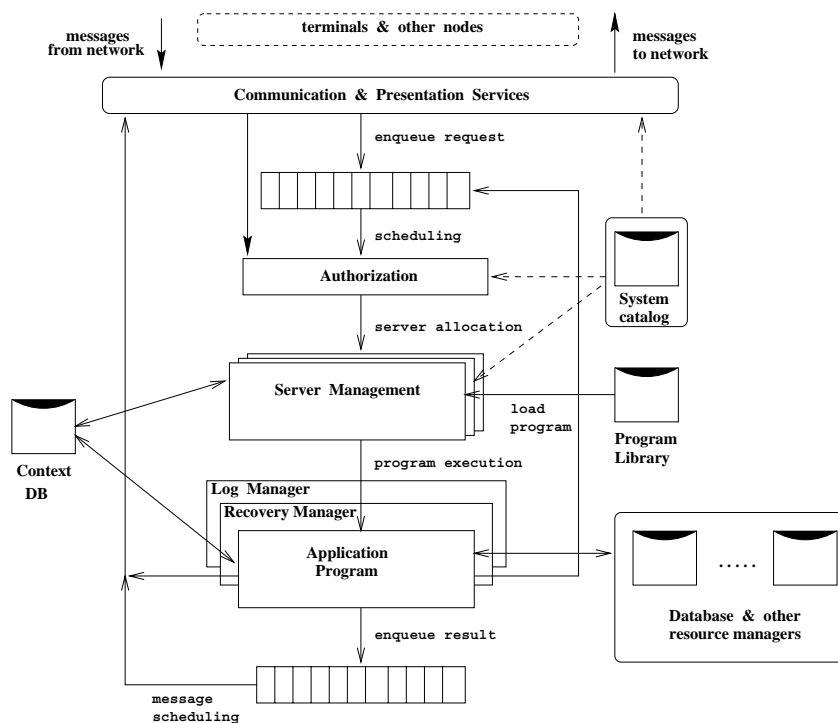 messages
from network
terminals & other nodes
messages
to network
Communication & Presentation Services
enqueue request
scheduling
Authorization
System
catalog
server allocation
Server Management
load
program
Program
Library
Context
DB
program execution
Log Manager
Recovery Manager
Application
Program
.....
Database & other
resource managers
enqueue result
message
scheduling